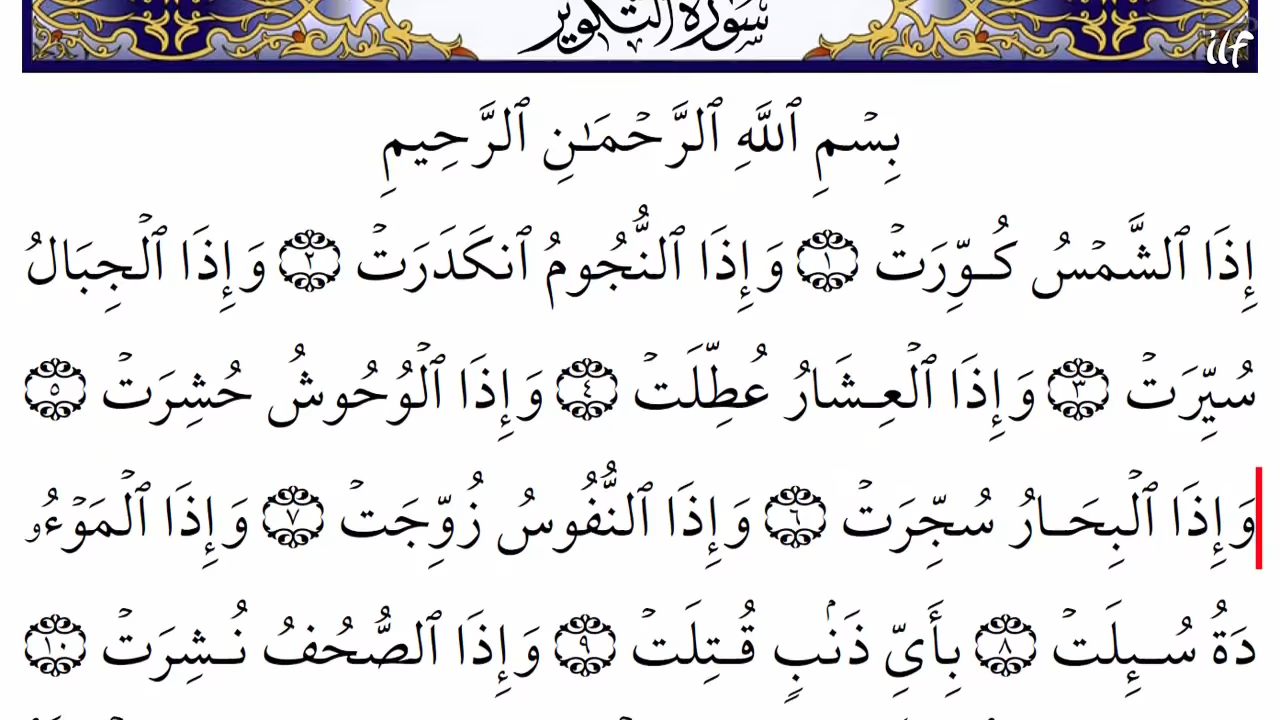 سورة التكوير
ilf
بِسۡمِ ٱللَّهِ ٱلرَّحۡمَـٰنِ ٱلرَّحِيمِ
إِذَا ٱلشَّمۡسُ كُوِّرَتۡ ١ وَإِذَا ٱلنُّجُومُ ٱنكَدَرَتۡ ٢ وَإِذَا ٱلۡجِبَالُ
سُيِّرَتۡ ٣ وَإِذَا ٱلۡعِشَارُ عُطِّلَتۡ ٤ وَإِذَا ٱلۡوُحُوشُ حُشِرَتۡ ٥
وَإِذَا ٱلۡبِحَارُ سُجِّرَتۡ ٦ وَإِذَا ٱلنُّفُوسُ زُوِّجَتۡ ٧ وَإِذَا ٱلۡمَوۡءُۥ
دَةُ سُـئِلَتۡ ٨ بِأَىِّ ذَنۢبٍ قُتِلَتۡ ٩ وَإِذَا ٱلصُّحُفُ نُشِرَتۡ ١٠